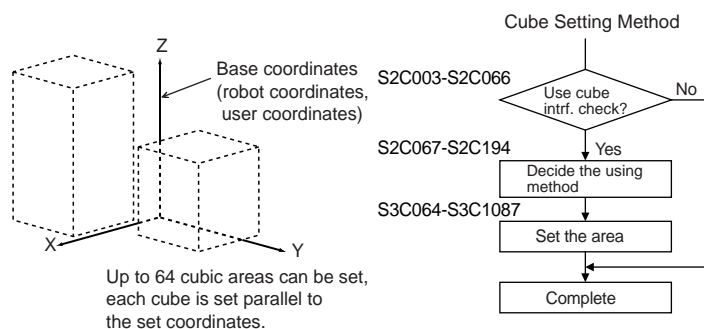 Z
Base coordinates
(robot coordinates,
user coordinates)
X
Y
Up to 64 cubic areas can be set,
each cube is set parallel to
the set coordinates.
Cube Setting Method
S2C003-S2C066
Use cube
intrf. check?
No
S2C067-S2C194
Yes
Decide the using
method
S3C064-S3C1087
Set the area
Complete